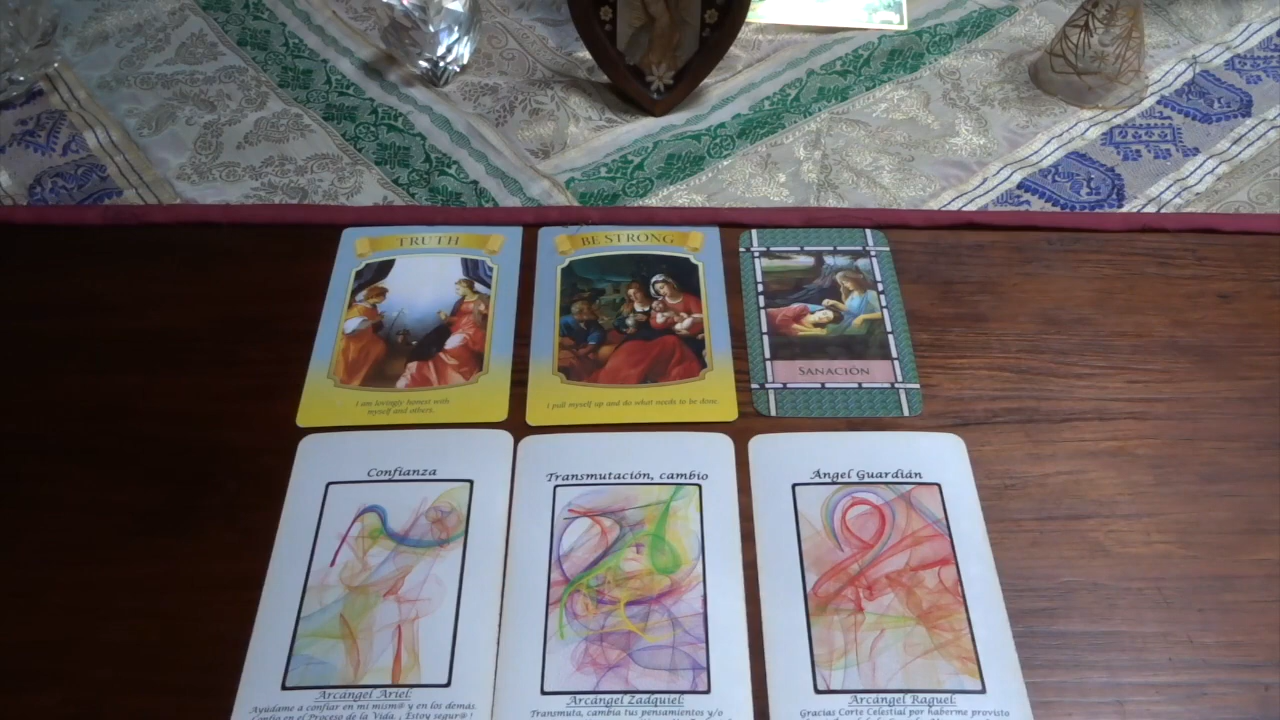 TRUTH
I am lovingly honest with
myself and others.
BE STRONG
I pull myself up and do what needs to be done.
SANACIÓN
Confianza
Arcángel Ariel:
Ayúdame a confiar en mi mism@ y en los demás.
Confia en el Proceso de la Vida. ¡ Estoy segur@ !
Transmutación, cambio
Arcángel Zadquiel:
Transmuta, cambia tus pensamientos y/o
Ángel Guardián
Arcángel Raguel:
Gracias Corte Celestial por haberme provisto